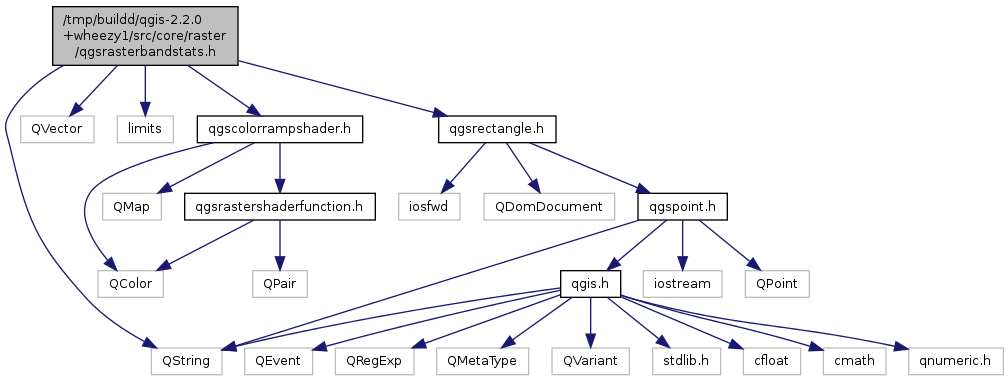 /tmp/buildd/qgis-2.2.0
+wheezy1/src/core/raster
/qgsrasterbandstats.h
QVector
limits
qgscolorrampshader.h
qgsrectangle.h
QMap
qgsrastershaderfunction.h
iosfwd
QDomDocument
qgspoint.h
QColor
QPair
qgis.h
iostream
QPoint
QString
QEvent
QRegExp
QMetaType
QVariant
stdlib.h
cfloat
cmath
qnumeric.h